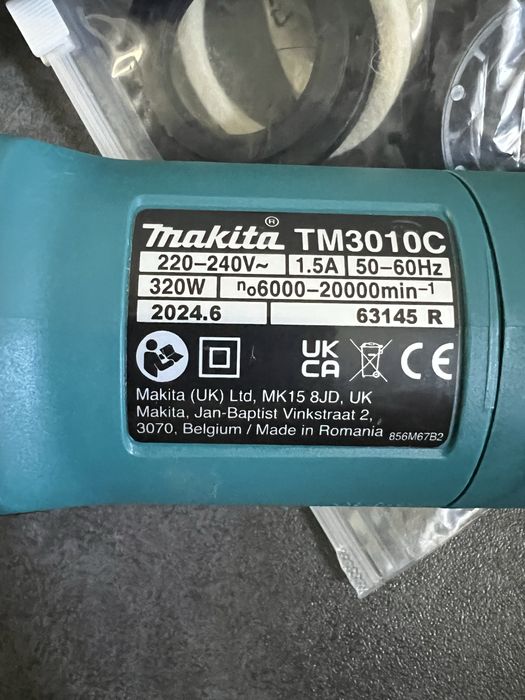 makita® TM3010C
220–240V~ 1.5A 50–60Hz
320W no6000–20000min-1
2024.6 63145 R
UK
CA CE
Makita (UK) Ltd, MK15 8JD, UK
Makita, Jan-Baptist Vinkstraat 2,
3070, Belgium / Made in Romania 856M67B2